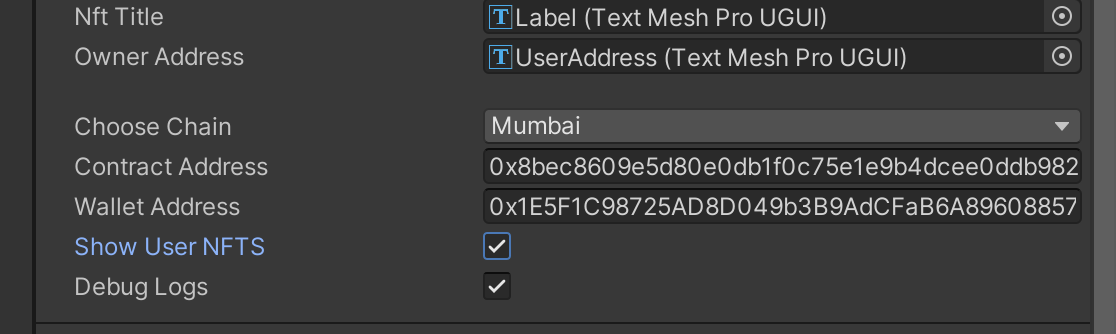 Nft Title
Label (Text Mesh Pro UGUI)
Owner Address
UserAddress (Text Mesh Pro UGUI)
Choose Chain
Mumbai
Contract Address
0x8bec8609e5d80e0db1f0c75e1e9b4dcee0ddb982
Wallet Address
0x1E5F1C98725AD8D049b3B9AdCFaB6A89608857
Show User NFTS
Debug Logs